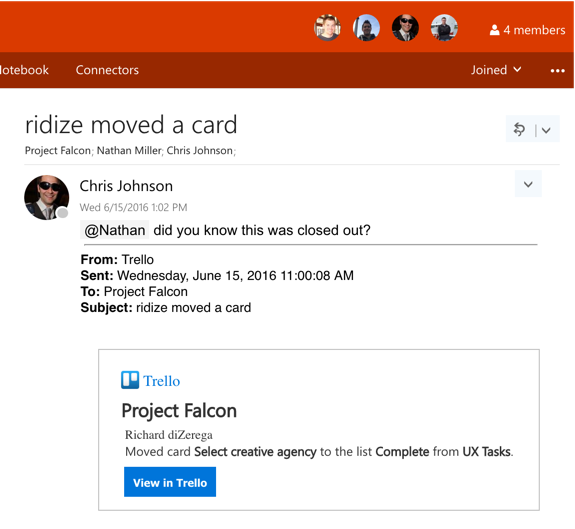 4 members
otebook Connectors Joined
ridize moved a card
Project Falcon; Nathan Miller; Chris Johnson;
Chris Johnson
Wed 6/15/2016 1:02 PM
@Nathan did you know this was closed out?
From: Trello
Sent: Wednesday, June 15, 2016 11:00:08 AM
To: Project Falcon
Subject: ridize moved a card
Trello
Project Falcon
Richard diZerega
Moved card Select creative agency to the list Complete from UX Tasks.
View in Trello